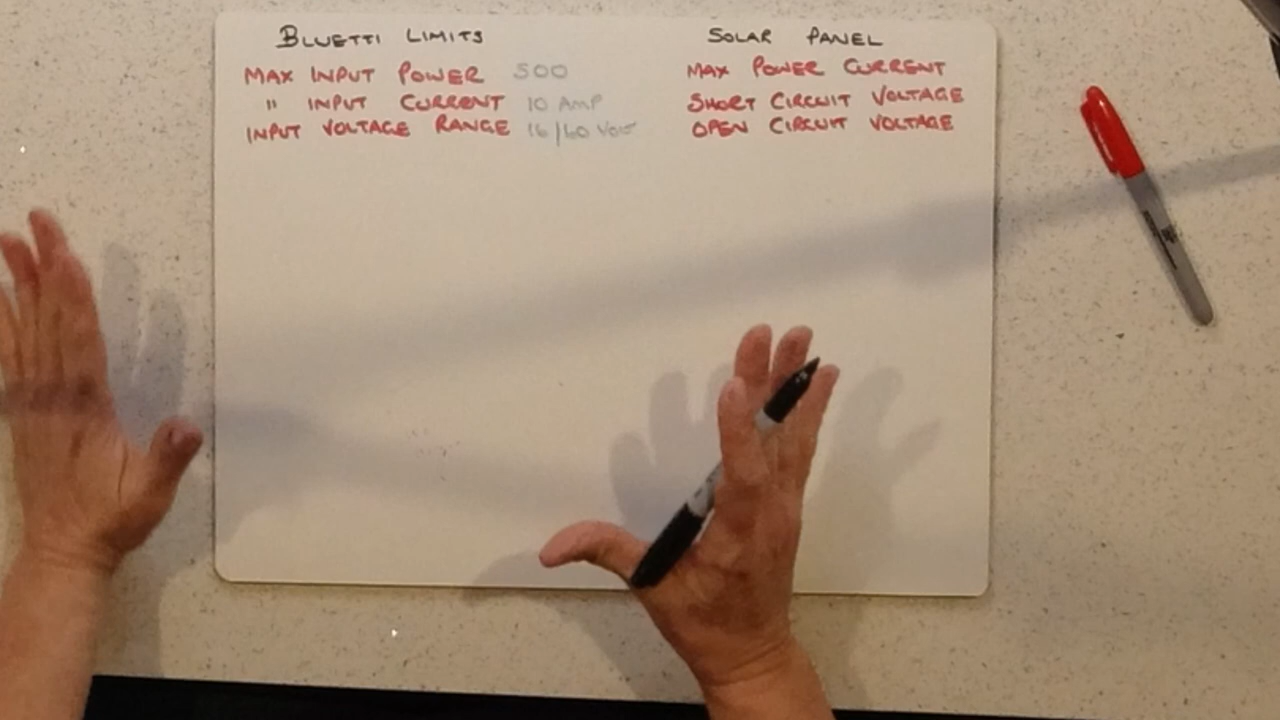 BLUETTI LIMITS
MAX INPUT POWER 500
" INPUT CURRENT 10 AMP
INPUT VOLTAGE RANGE 16/60 VOLT
SOLAR PANEL
MAX POWER CURRENT
SHORT CIRCUIT VOLTAGE
OPEN CIRCUIT VOLTAGE